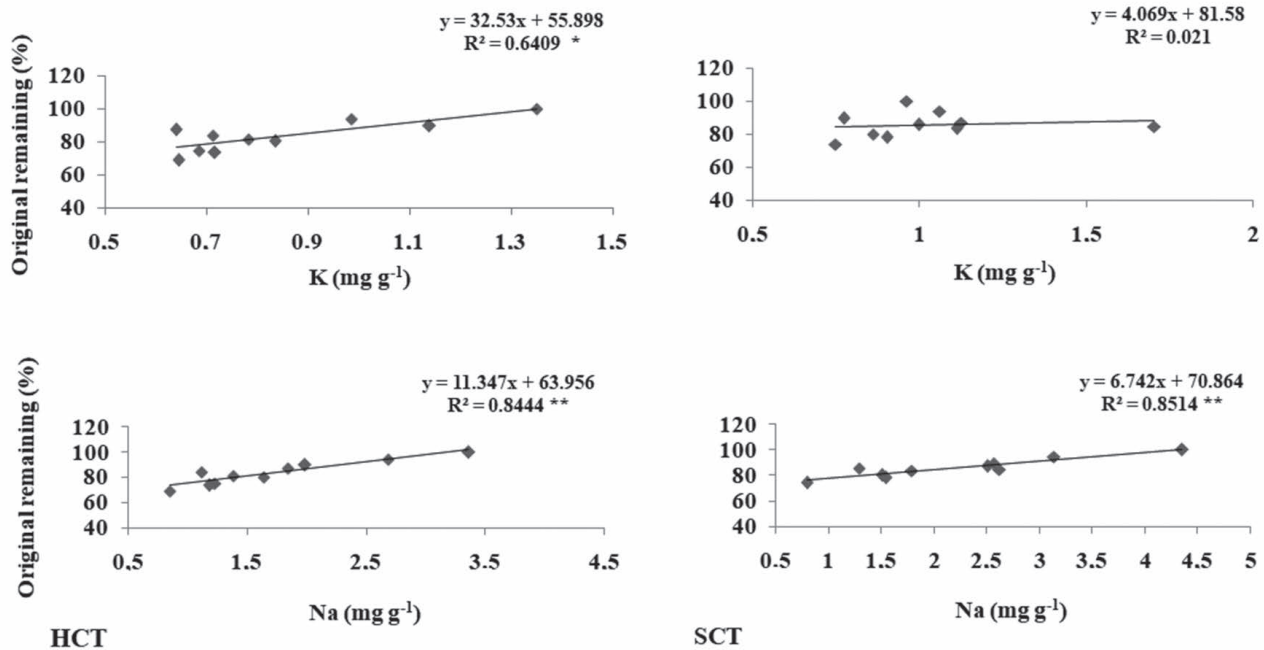 y = 32.53x + 55.898
R² = 0.6409 *
Original remaining (%)
120
100
80
60
40
0.5 0.7 0.9 1.1 1.3 1.5
K (mg g⁻¹)
y = 4.069x + 81.58
R² = 0.021
120
100
80
60
40
0.5 1 1.5 2
K (mg g⁻¹)
y = 11.347x + 63.956
R² = 0.8444 **
Original remaining (%)
120
100
80
60
40
0.5 1.5 2.5 3.5 4.5
Na (mg g⁻¹)
HCT
y = 6.742x + 70.864
R² = 0.8514 **
120
100
80
60
40
0.5 1 1.5 2 2.5 3 3.5 4 4.5 5
Na (mg g⁻¹)
SCT